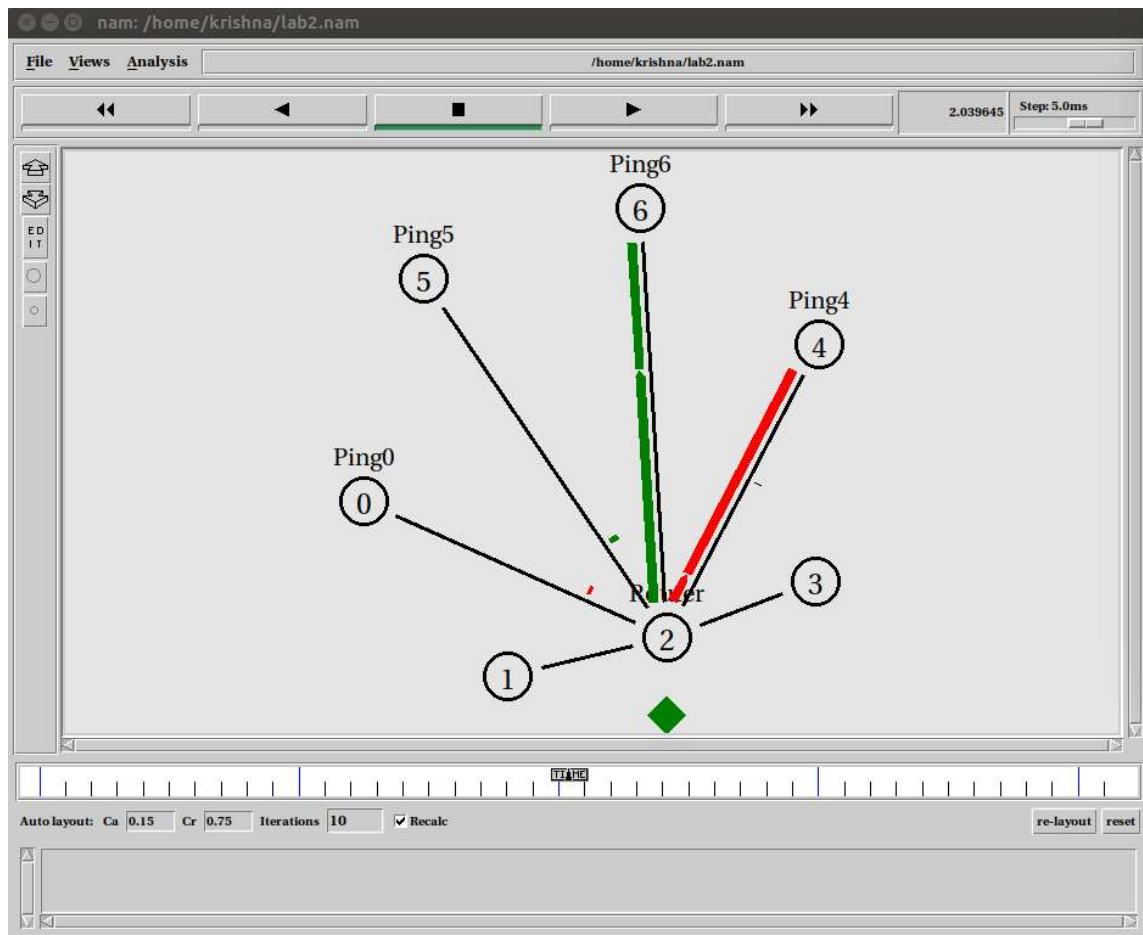 nam: /home/krishna/lab2.nam
File Views Analysis /home/krishna/lab2.nam
2.039645 Step: 5.0ms
ED
IT
Ping6
6
Ping5
5
Ping4
4
Ping0
0
3
Router
2
1
TIME
Auto layout: Ca 0.15 Cr 0.75 Iterations 10 Recalc re-layout reset